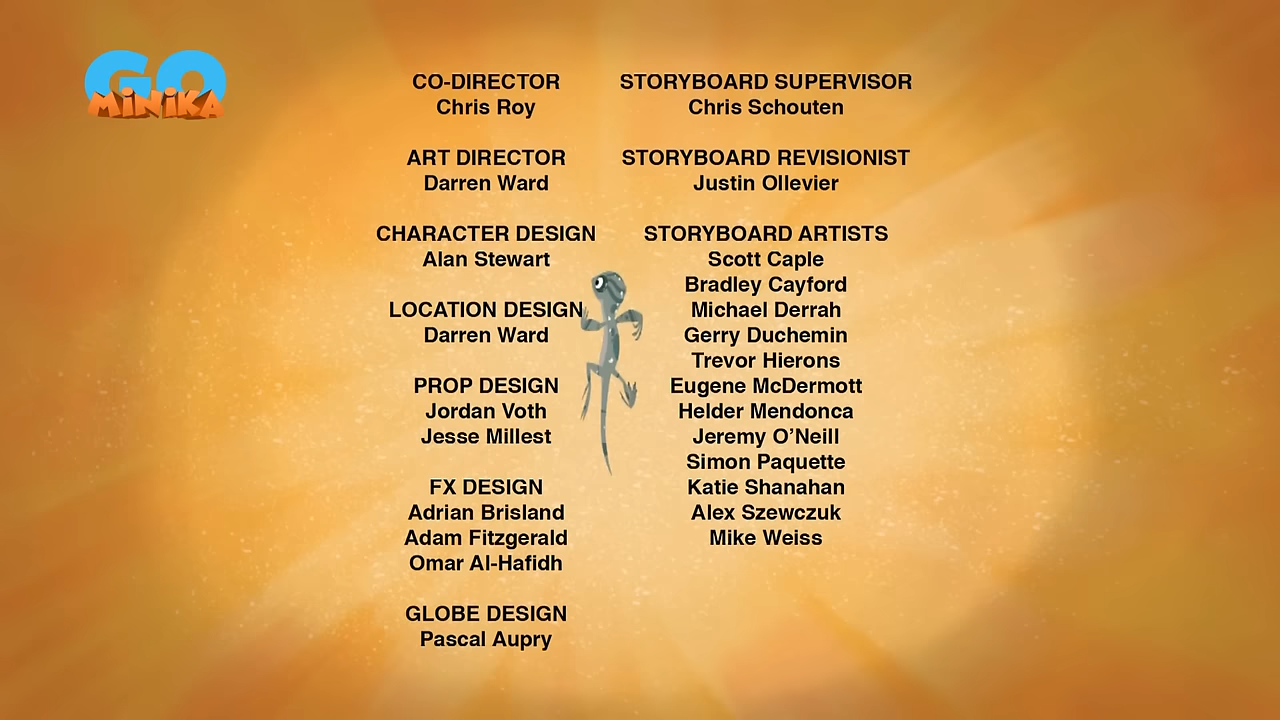 GO
MINIKA
CO-DIRECTOR
Chris Roy
ART DIRECTOR
Darren Ward
CHARACTER DESIGN
Alan Stewart
LOCATION DESIGN
Darren Ward
PROP DESIGN
Jordan Voth
Jesse Millest
FX DESIGN
Adrian Brisland
Adam Fitzgerald
Omar Al-Hafidh
GLOBE DESIGN
Pascal Aupry
STORYBOARD SUPERVISOR
Chris Schouten
STORYBOARD REVISIONIST
Justin Ollevier
STORYBOARD ARTISTS
Scott Caple
Bradley Cayford
Michael Derrah
Gerry Duchemin
Trevor Hierons
Eugene McDermott
Helder Mendonca
Jeremy O’Neill
Simon Paquette
Katie Shanahan
Alex Szewczuk
Mike Weiss